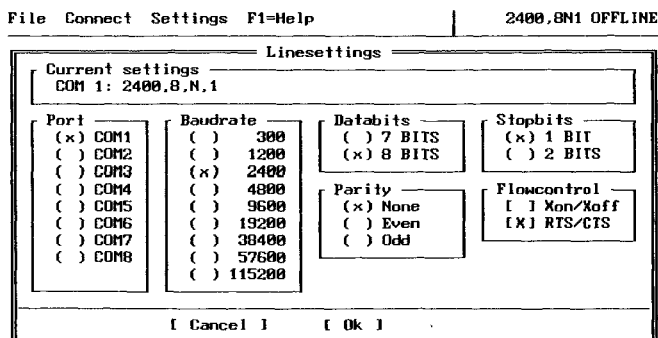 File Connect Settings F1=Help 2400,8N1 OFFLINE
Linesettings
Current settings
COM 1: 2400,8,N,1
Port
(x) COM1
( ) COM2
( ) COM3
( ) COM4
( ) COM5
( ) COM6
( ) COM7
( ) COM8
Baudrate
( ) 300
( ) 1200
(x) 2400
( ) 4800
( ) 9600
( ) 19200
( ) 38400
( ) 57600
( ) 115200
Databits
( ) 7 BITS
(x) 8 BITS
Parity
(x) None
( ) Even
( ) Odd
Stopbits
(x) 1 BIT
( ) 2 BITS
Flowcontrol
[ ] Xon/Xoff
[X] RTS/CTS
[ Cancel ] [ Ok ]